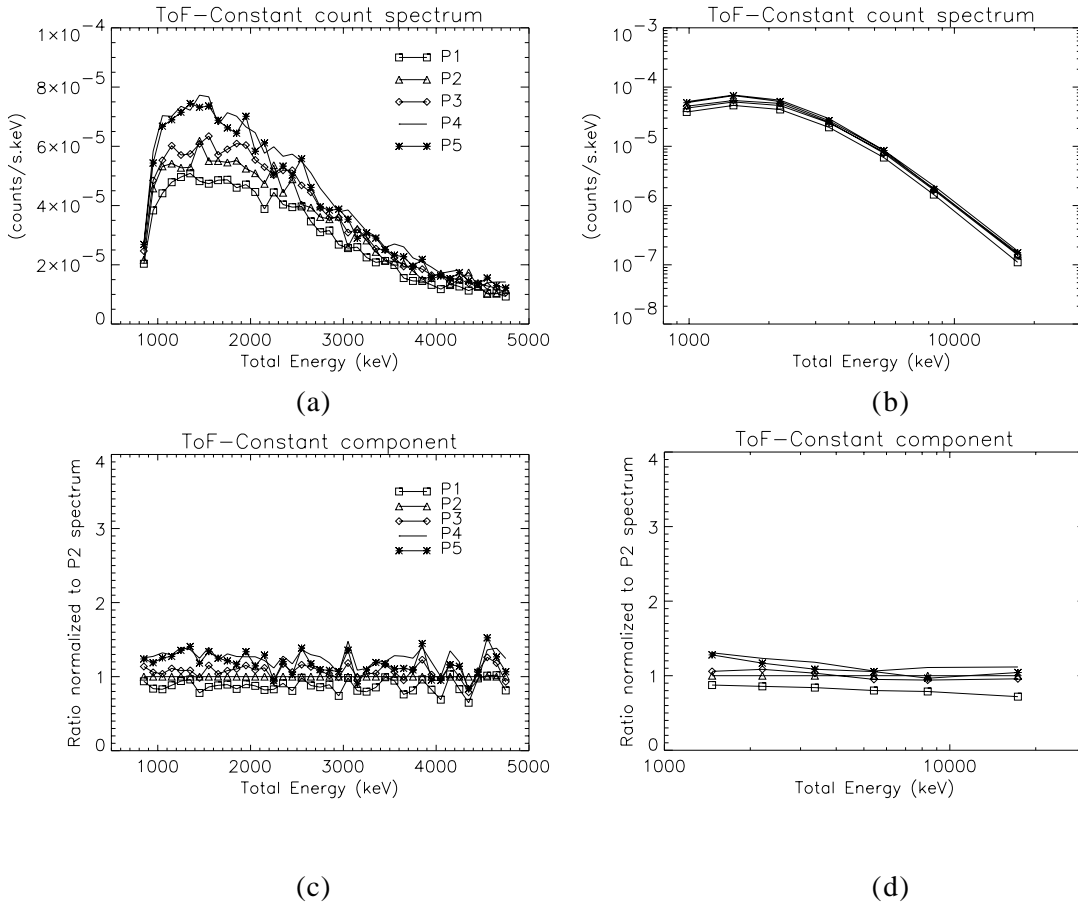 ToF-Constant count spectrum
1×10⁻⁴
8×10⁻⁵
6×10⁻⁵
4×10⁻⁵
2×10⁻⁵
0
(counts/s.keV)
P1
P2
P3
P4
P5
1000 2000 3000 4000 5000
Total Energy (keV)
(a)
ToF-Constant count spectrum
10⁻³
10⁻⁴
10⁻⁵
10⁻⁶
10⁻⁷
10⁻⁸
(counts/s.keV)
1000 10000
Total Energy (keV)
(b)
ToF-Constant component
4
3
2
1
0
Ratio normalized to P2 spectrum
P1
P2
P3
P4
P5
1000 2000 3000 4000 5000
Total Energy (keV)
(c)
ToF-Constant component
4
3
2
1
0
Ratio normalized to P2 spectrum
1000 10000
Total Energy (keV)
(d)